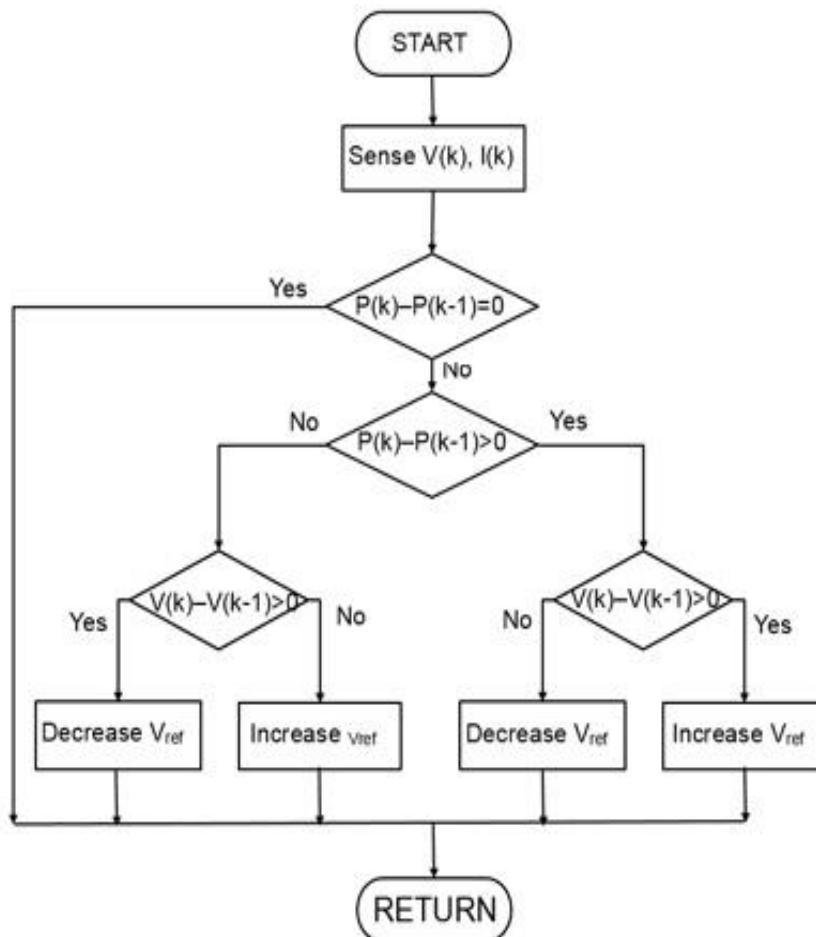 START
Sense V(k), I(k)
Yes
P(k)–P(k-1)=0
No
No
P(k)–P(k-1)>0
Yes
V(k)–V(k-1)>0
V(k)–V(k-1)>0
Yes
No
No
Yes
Decrease Vref
Increase Vref
Decrease Vref
Increase Vref
RETURN